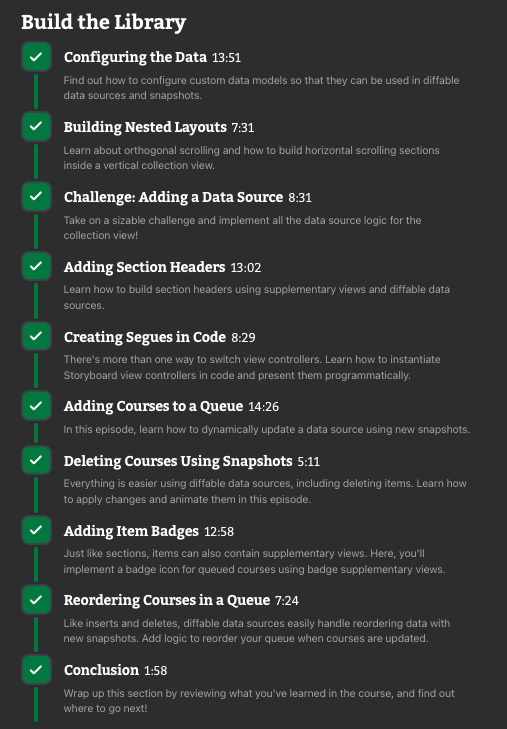 Build the Library
Configuring the Data 13:51
Find out how to configure custom data models so that they can be used in diffable
data sources and snapshots.
Building Nested Layouts 7:31
Learn about orthogonal scrolling and how to build horizontal scrolling sections
inside a vertical collection view.
Challenge: Adding a Data Source 8:31
Take on a sizable challenge and implement all the data source logic for the
collection view!
Adding Section Headers 13:02
Learn how to build section headers using supplementary views and diffable data
sources.
Creating Segues in Code 8:29
There's more than one way to switch view controllers. Learn how to instantiate
Storyboard view controllers in code and present them programmatically.
Adding Courses to a Queue 14:26
In this episode, learn how to dynamically update a data source using new snapshots.
Deleting Courses Using Snapshots 5:11
Everything is easier using diffable data sources, including deleting items. Learn how
to apply changes and animate them in this episode.
Adding Item Badges 12:58
Just like sections, items can also contain supplementary views. Here, you'll
implement a badge icon for queued courses using badge supplementary views.
Reordering Courses in a Queue 7:24
Like inserts and deletes, diffable data sources easily handle reordering data with
new snapshots. Add logic to reorder your queue when courses are updated.
Conclusion 1:58
Wrap up this section by reviewing what you've learned in the course, and find out
where to go next!